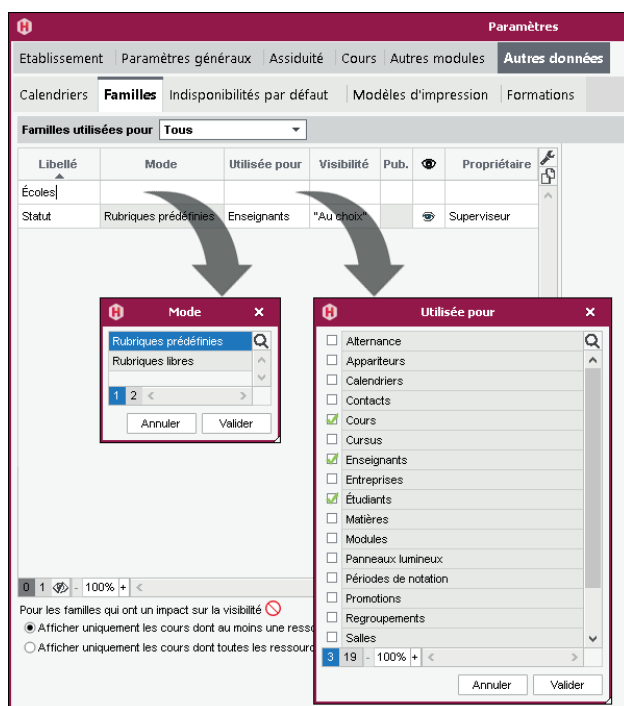 Paramètres
Etablissement Paramètres généraux Assiduité Cours Autres modules Autres données
Calendriers Familles Indisponibilités par défaut Modèles d'impression Formations
Familles utilisées pour Tous
Libellé Mode Utilisée pour Visibilité Pub. Propriétaire
Écoles
Statut Rubriques prédéfinies Enseignants "Au choix" Superviseur
Mode
Rubriques prédéfinies
Rubriques libres
1 2 < >
Annuler Valider
Utilisée pour
Alternance
Appariteurs
Calendriers
Contacts
Cours
Cursus
Enseignants
Entreprises
Étudiants
Matières
Modules
Panneaux lumineux
Périodes de notation
Promotions
Regroupements
Salles
3 19 - 100% + < >
Annuler Valider
0 1 - 100% + <
Pour les familles qui ont un impact sur la visibilité
Afficher uniquement les cours dont au moins une
Afficher uniquement les cours dont toutes les